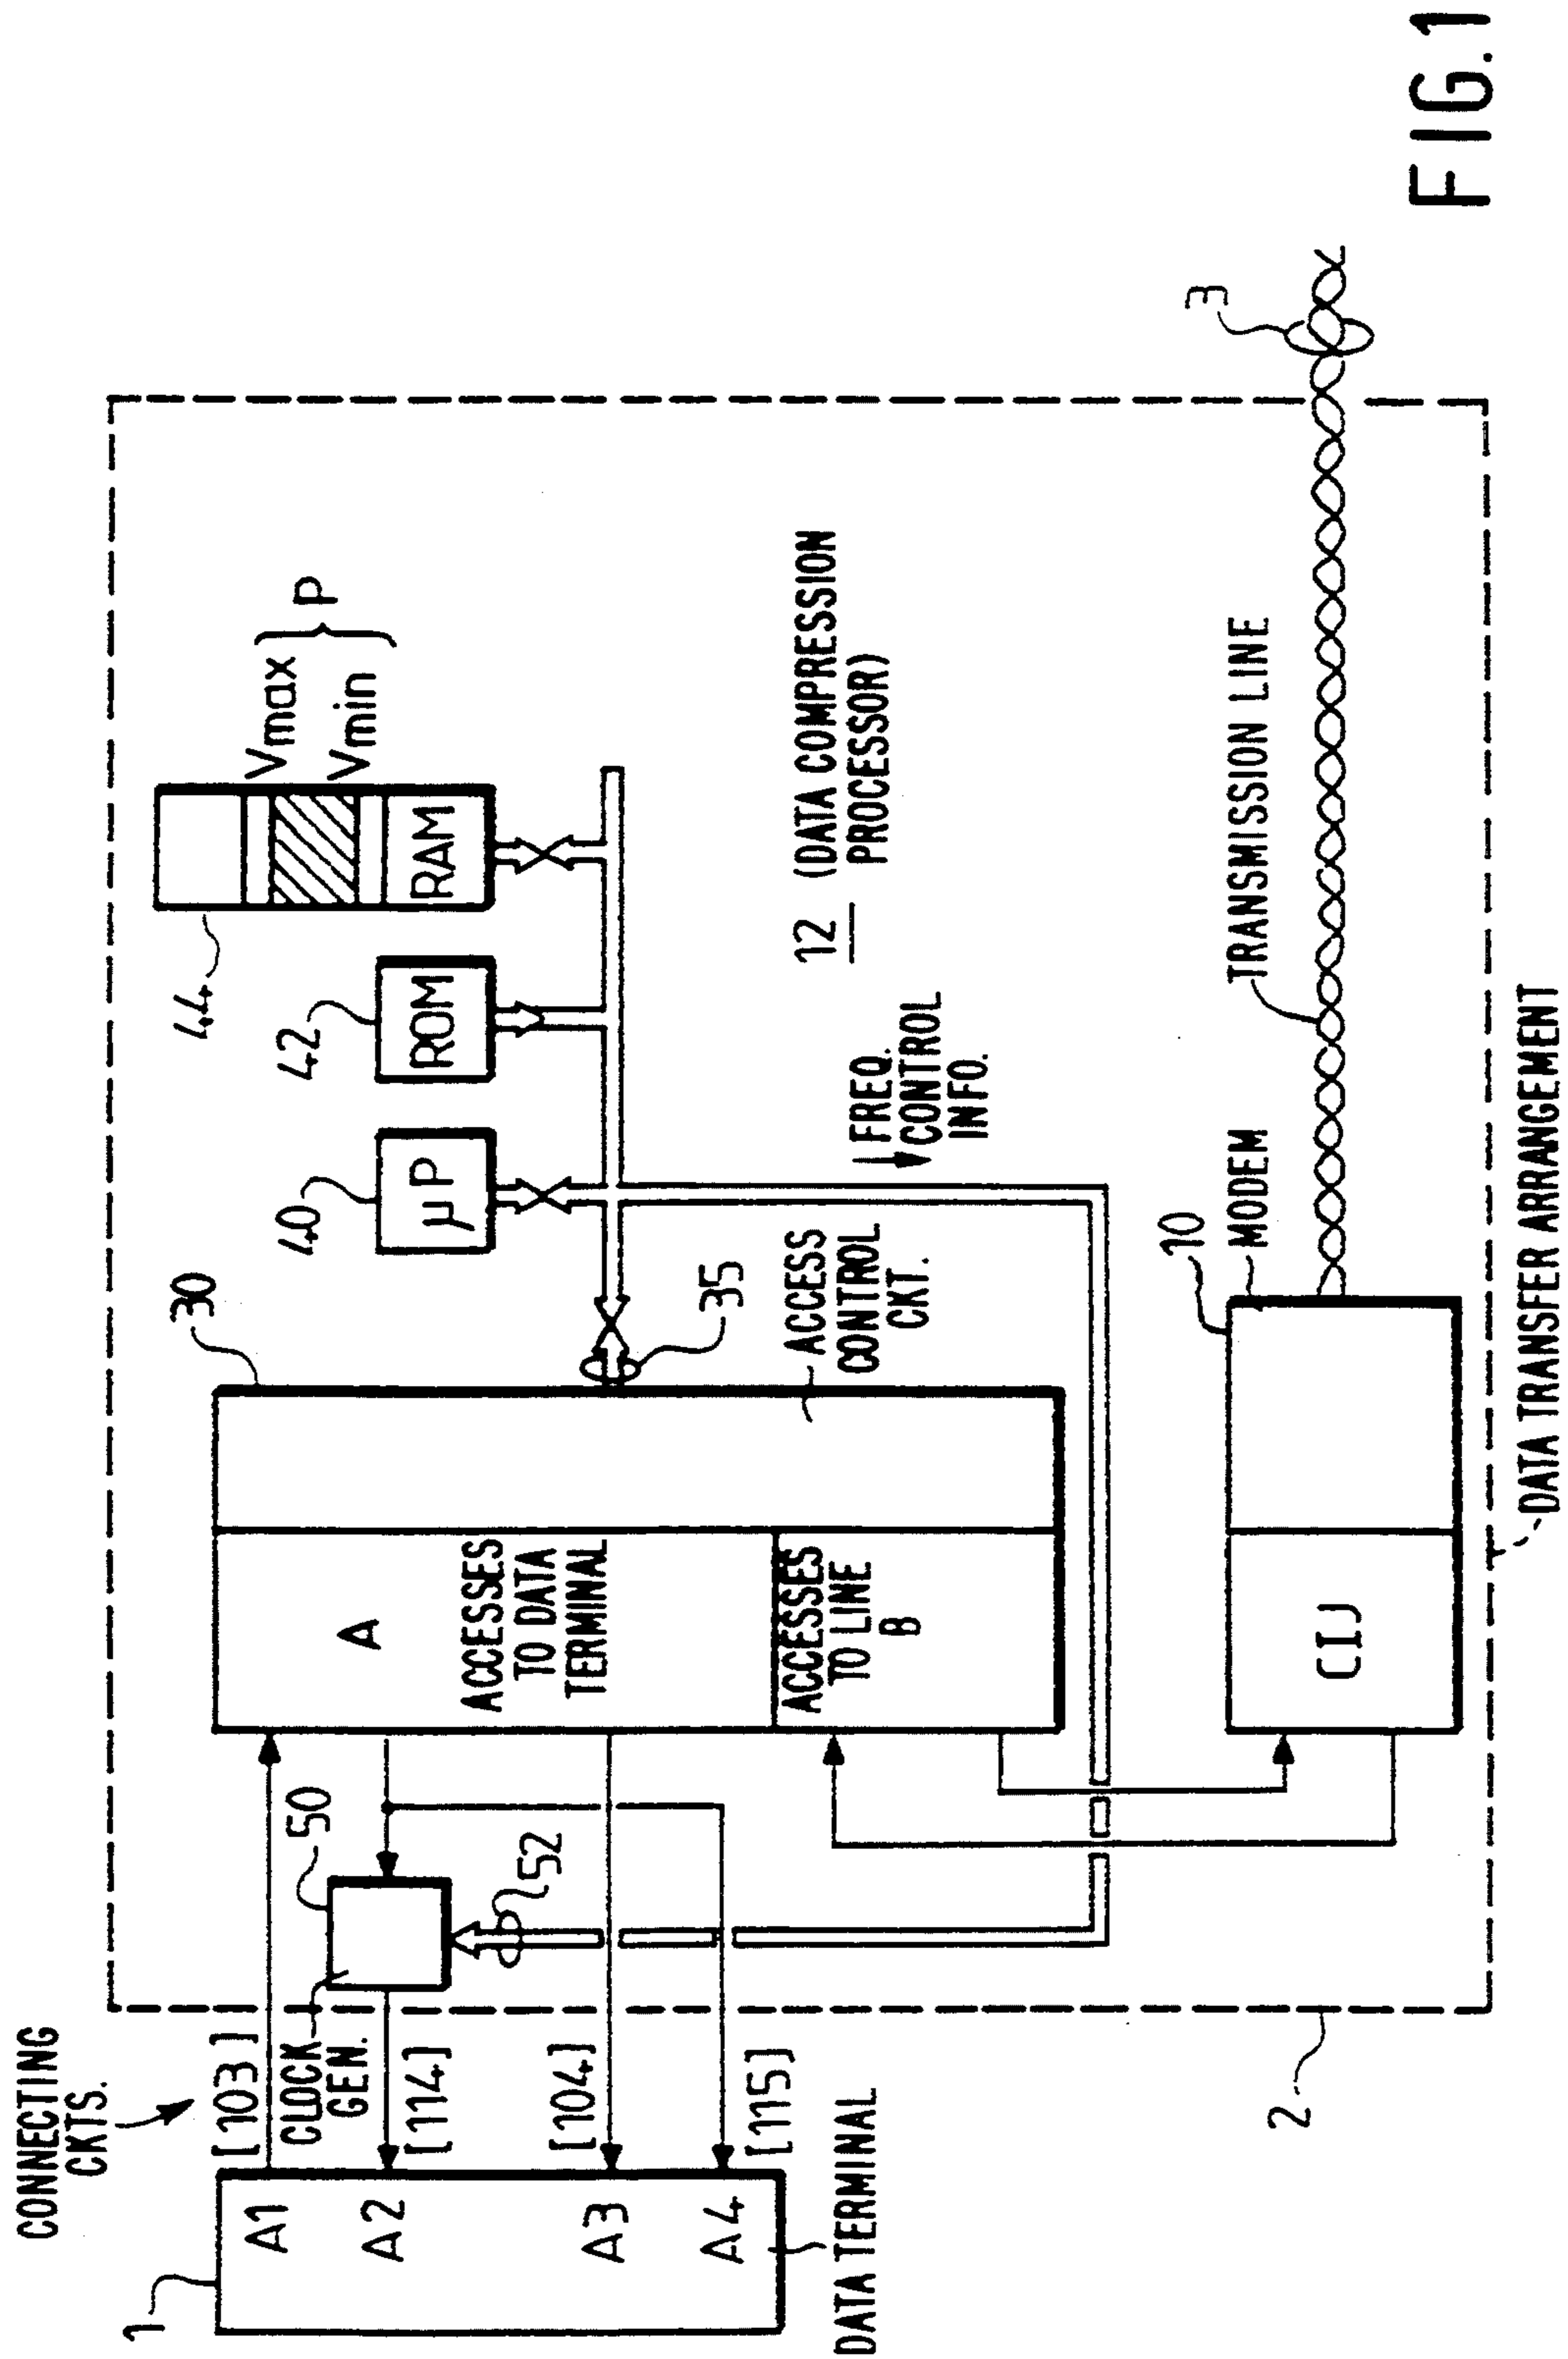 CONNECTING
CKTS.
1
A1
A2
A3
A4
DATA TERMINAL
[103]
CLOCK
GEN.
[114]
[104]
[115]
2
50
52
30
A
ACCESSES
TO DATA
TERMINAL
ACCESSES
TO LINE
B
ACCESS
CONTROL
CKT.
35
40
μP
42
ROM
44
RAM
Vmax
Vmin
P
FREQ.
CONTROL
INFO.
12 (DATA COMPRESSION
PROCESSOR)
CIJ
10
MODEM
TRANSMISSION LINE
3
DATA TRANSFER ARRANGEMENT
FIG.1